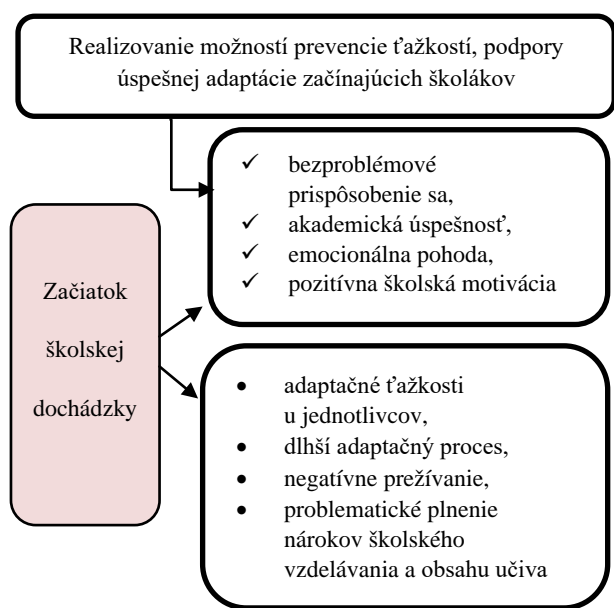 Realizovanie možností prevencie ťažkostí, podpory
úspešnej adaptácie začínajúcich školákov
✓ bezproblémové
prispôsobenie sa,
✓ akademická úspešnosť,
✓ emocionálna pohoda,
✓ pozitívna školská motivácia
Začiatok
školskej
dochádzky
• adaptačné ťažkosti
u jednotlivcov,
• dlhší adaptačný proces,
• negatívne prežívanie,
• problematické plnenie
nárokov školského
vzdelávania a obsahu učiva